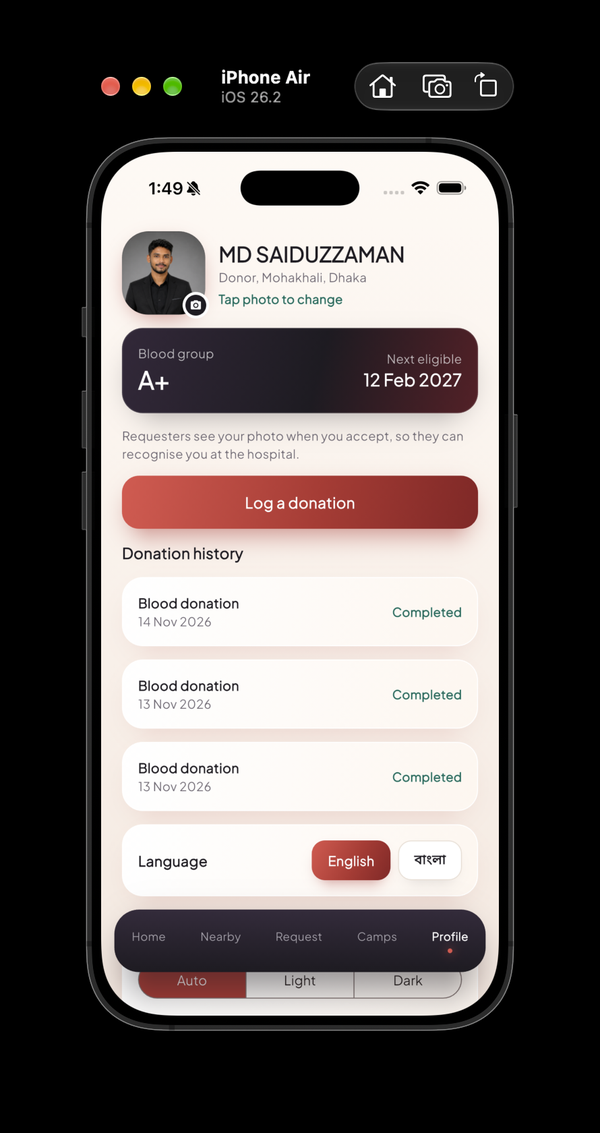 iPhone Air
iOS 26.2
1:49
MD SAIDUZZAMAN
Donor, Mohakhali, Dhaka
Tap photo to change
Blood group
A+
Next eligible
12 Feb 2027
Requesters see your photo when you accept, so they can
recognise you at the hospital.
Log a donation
Donation history
Blood donation
14 Nov 2026
Completed
Blood donation
13 Nov 2026
Completed
Blood donation
13 Nov 2026
Completed
Language
English
বাংলা
Home
Nearby
Request
Camps
Profile
Auto
Light
Dark